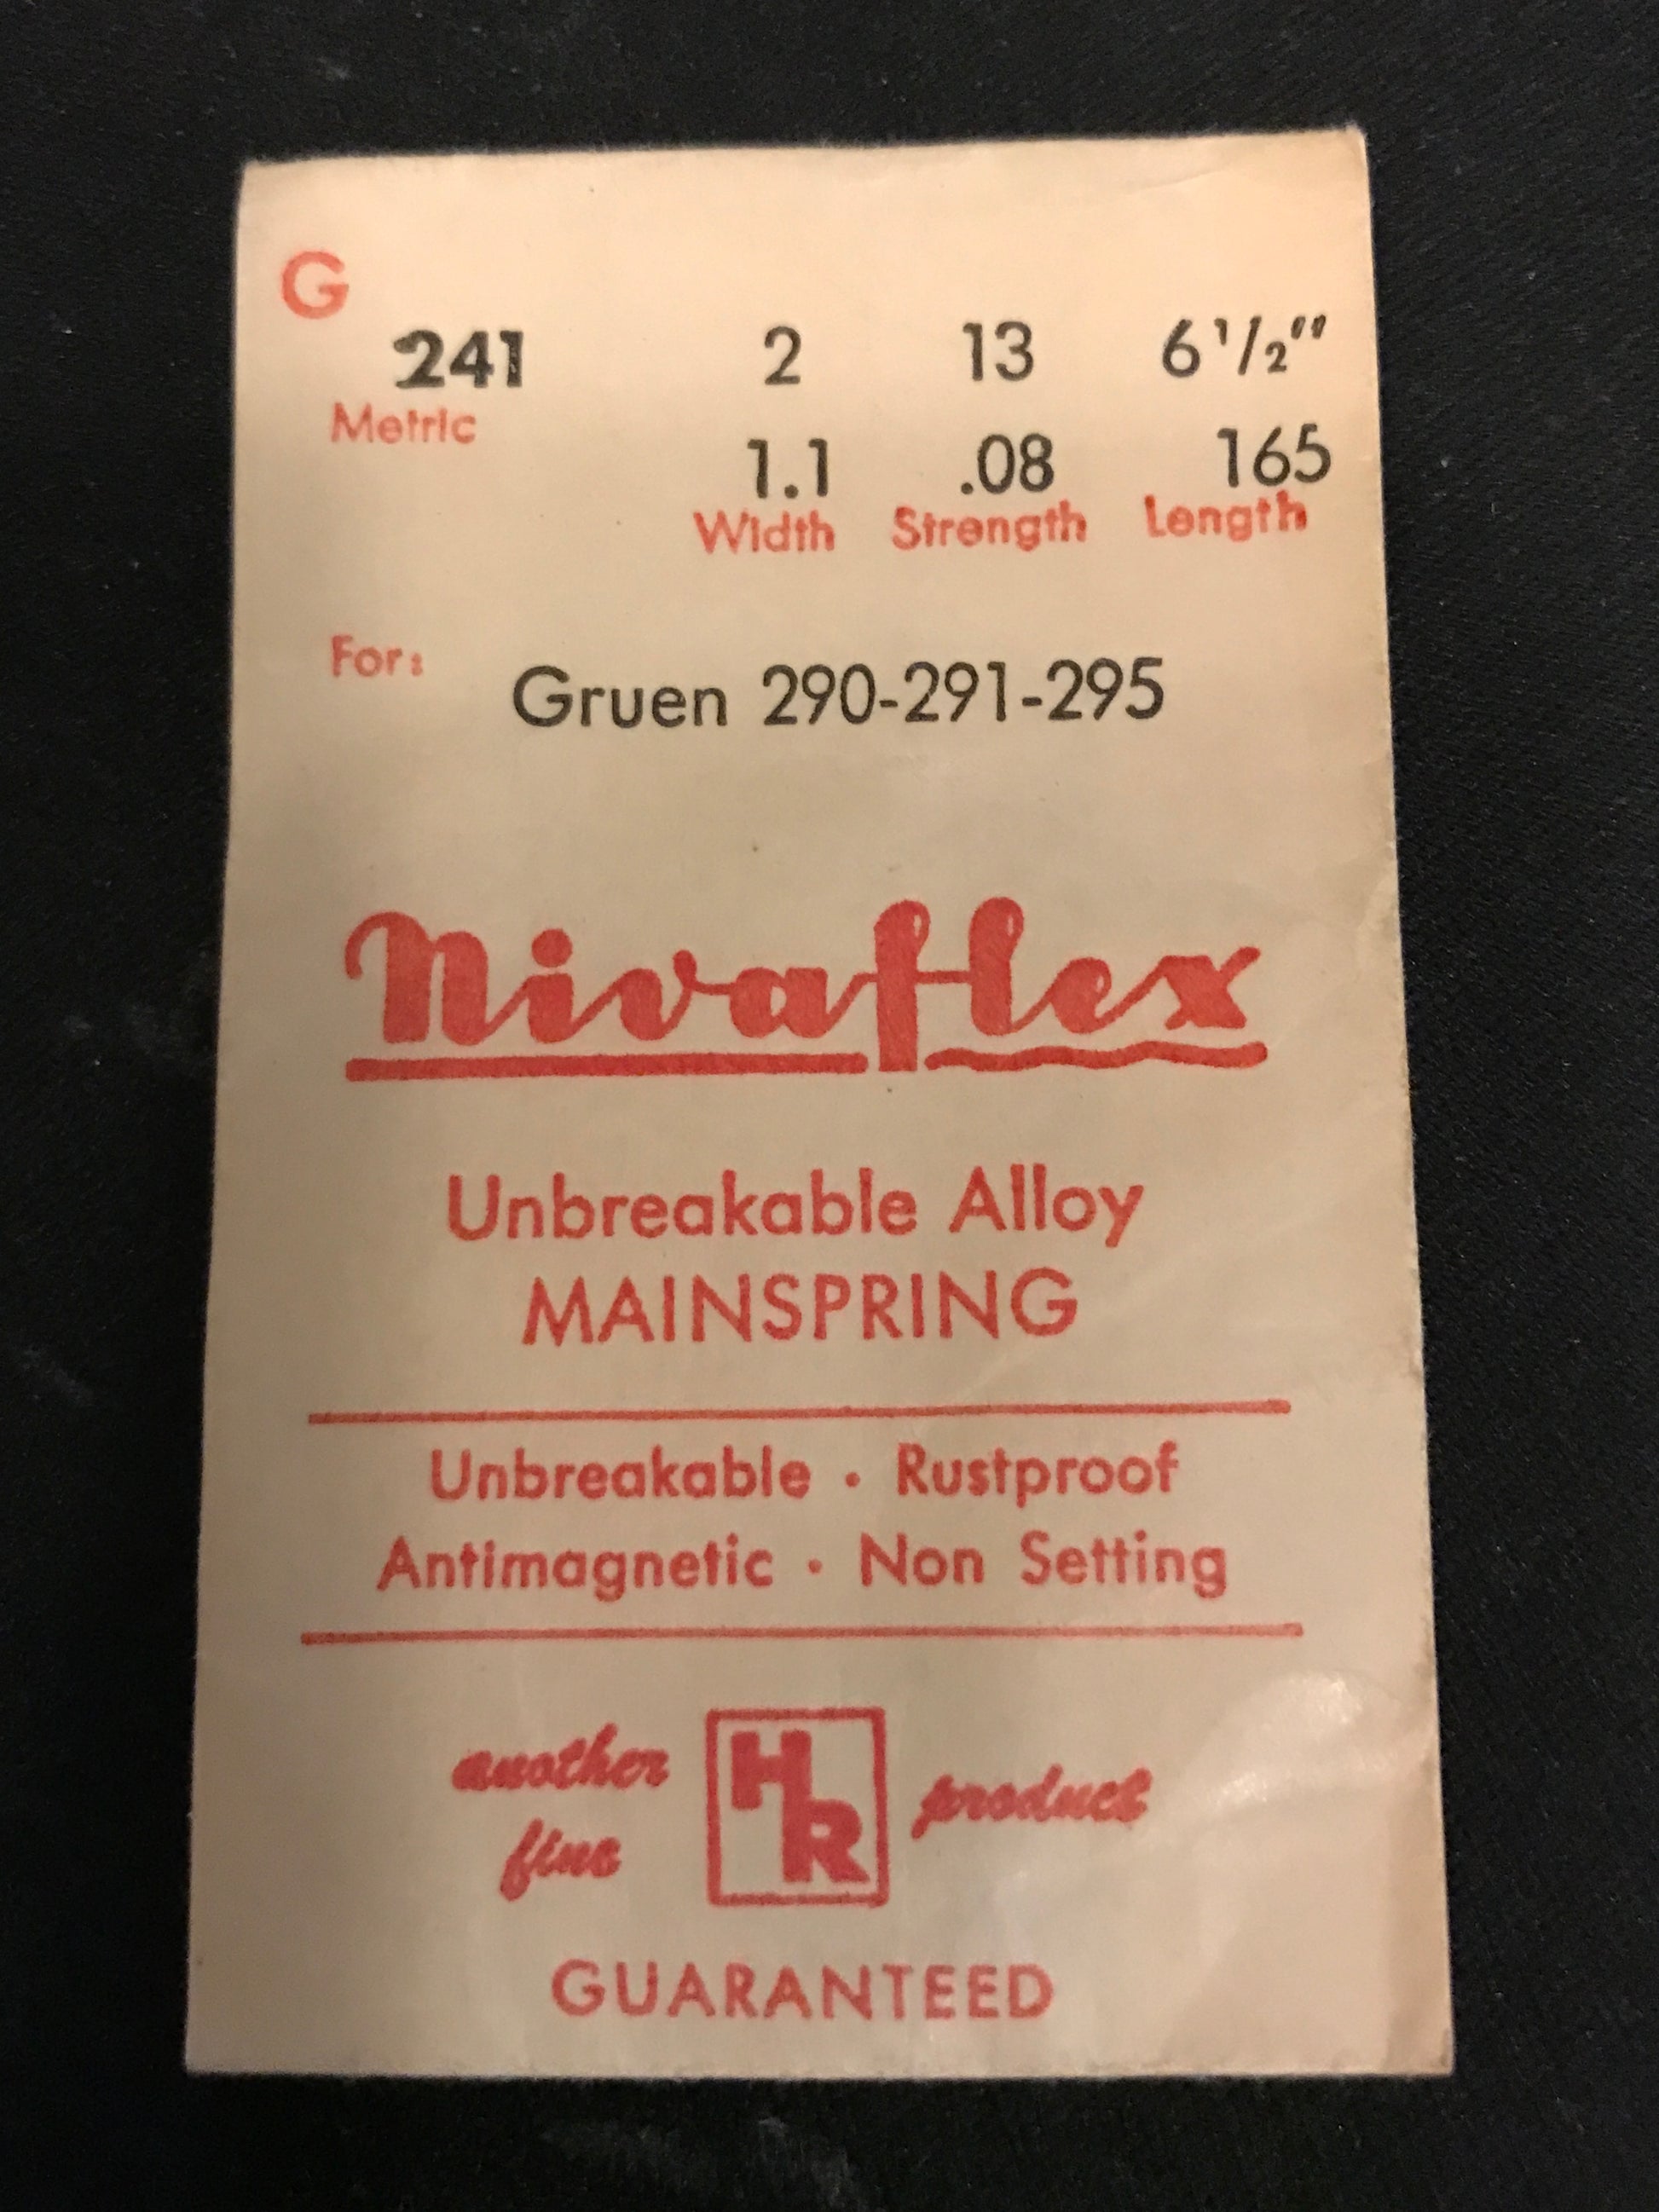 G
241 2 13 6 1/2"
Metric
1.1 .08 165
Width Strength Length
For:
Gruen 290-291-295
Nivaflex
Unbreakable Alloy
MAINSPRING
Unbreakable · Rustproof
Antimagnetic · Non Setting
another fine HR product
GUARANTEED